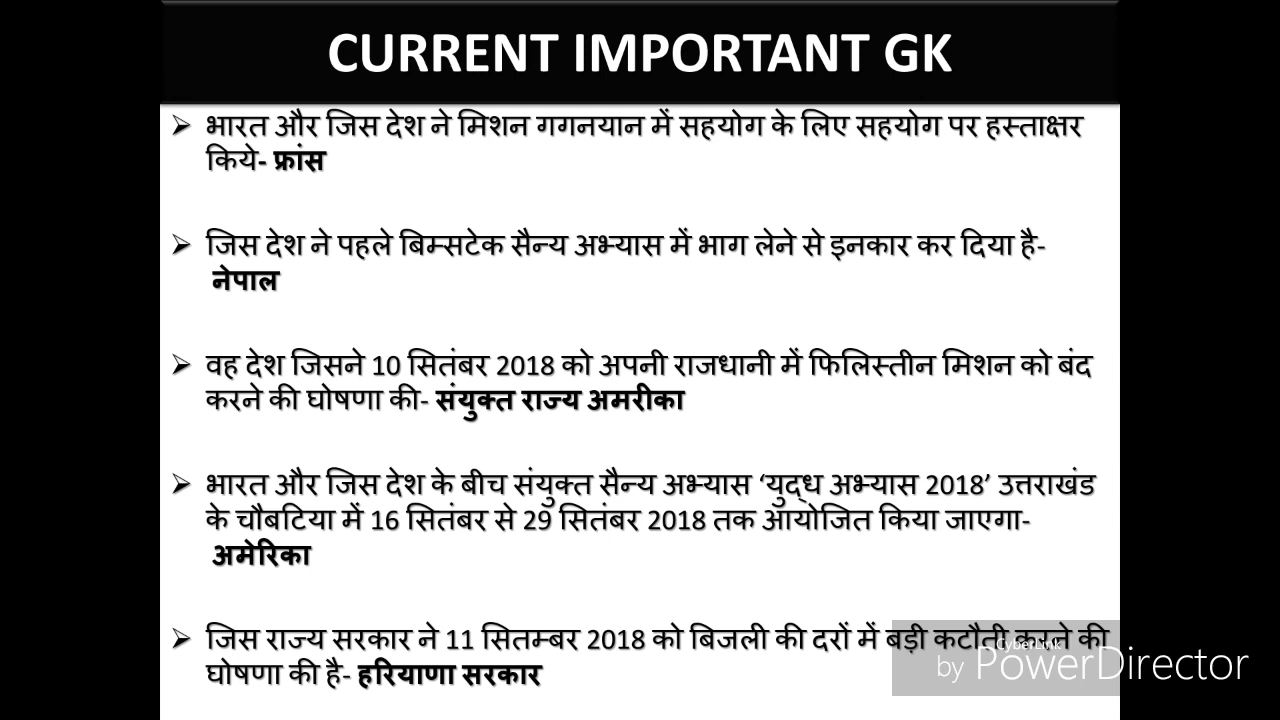 CURRENT IMPORTANT GK
➢ भारत और जिस देश ने मिशन गगनयान में सहयोग के लिए सहयोग पर हस्ताक्षर
किये- फ्रांस
➢ जिस देश ने पहले बिम्सटेक सैन्य अभ्यास में भाग लेने से इनकार कर दिया है-
नेपाल
➢ वह देश जिसने 10 सितंबर 2018 को अपनी राजधानी में फिलिस्तीन मिशन को बंद
करने की घोषणा की- संयुक्त राज्य अमरीका
➢ भारत और जिस देश के बीच संयुक्त सैन्य अभ्यास ‘युद्ध अभ्यास 2018’ उत्तराखंड
के चौबटिया में 16 सितंबर से 29 सितंबर 2018 तक आयोजित किया जाएगा-
अमेरिका
➢ जिस राज्य सरकार ने 11 सितम्बर 2018 को बिजली की दरों में बड़ी कटौती करने की
घोषणा की है- हरियाणा सरकार
CyberLink
by PowerDirector